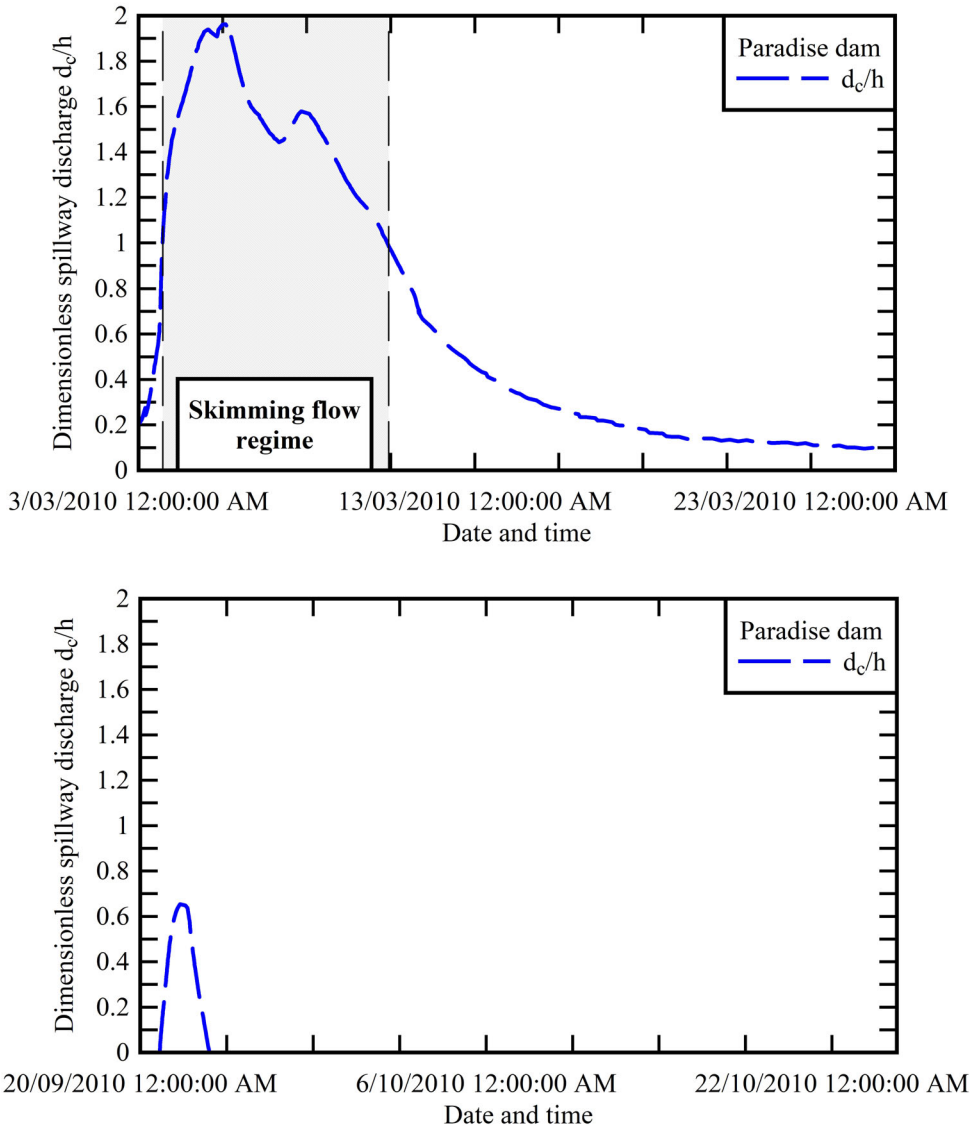 Dimensionless spillway discharge dc/h
2
1.8
1.6
1.4
1.2
1
0.8
0.6
0.4
0.2
0
Paradise dam
dc/h
Skimming flow
regime
3/03/2010 12:00:00 AM 13/03/2010 12:00:00 AM 23/03/2010 12:00:00 AM
Date and time
Dimensionless spillway discharge dc/h
2
1.8
1.6
1.4
1.2
1
0.8
0.6
0.4
0.2
0
Paradise dam
dc/h
20/09/2010 12:00:00 AM 6/10/2010 12:00:00 AM 22/10/2010 12:00:00 AM
Date and time